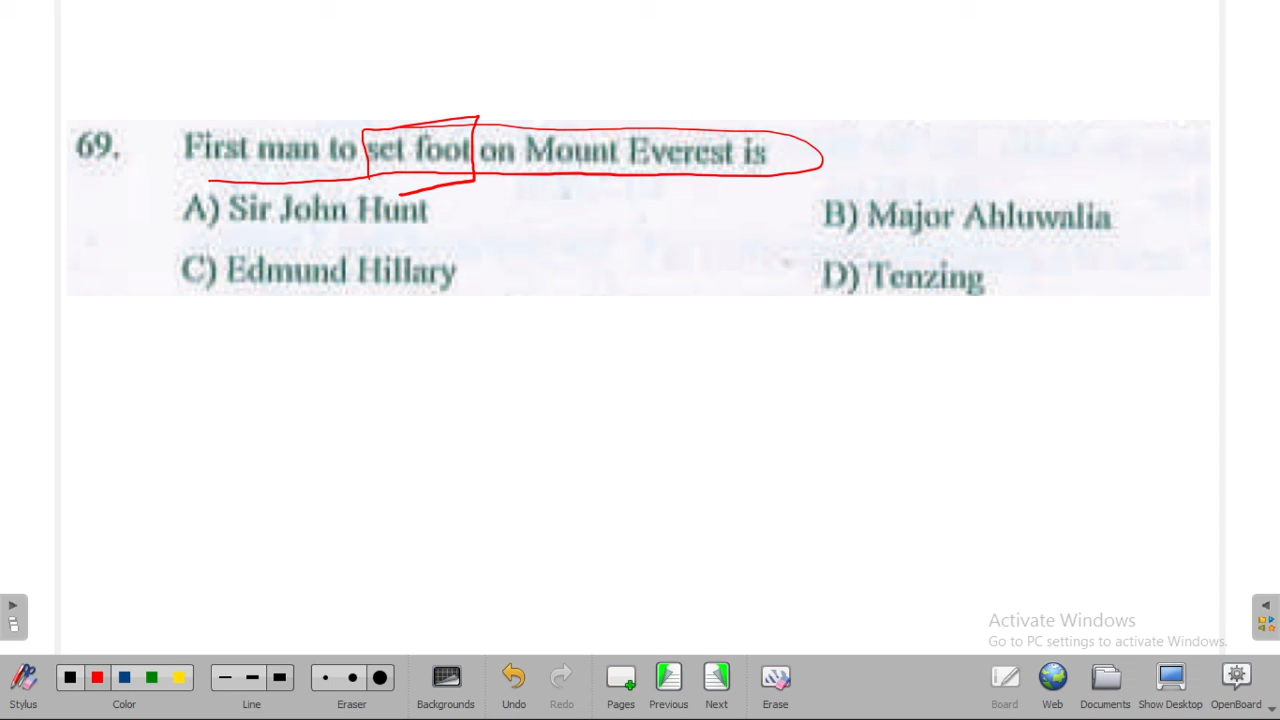 69. First man to set foot on Mount Everest is
A) Sir John Hunt B) Major Ahluwalia
C) Edmund Hillary D) Tenzing
Activate Windows
Go to PC settings to activate Windows.
Stylus Color Line Eraser Backgrounds Undo Redo Pages Previous Next Erase Board Web Documents Show Desktop OpenBoard